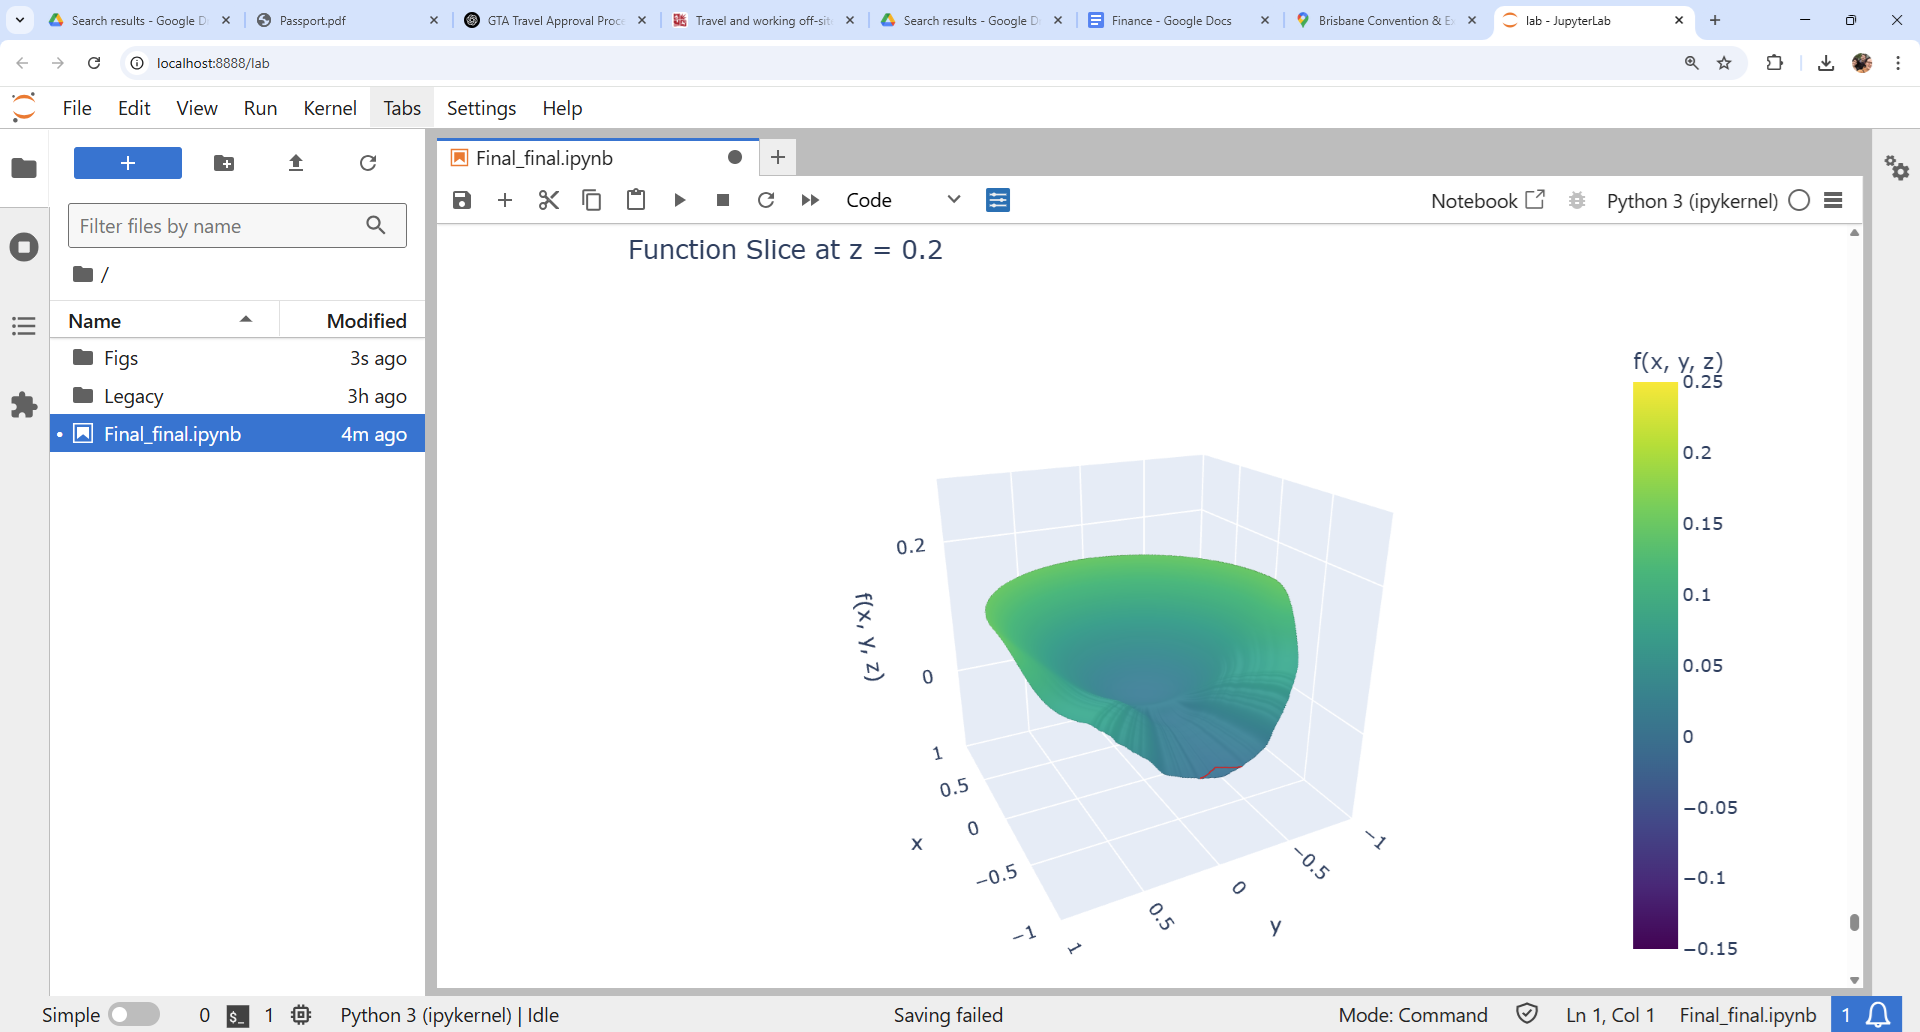 Search results - Google D
Passport.pdf
GTA Travel Approval Proce
Travel and working off-sit
Search results - Google D
Finance - Google Docs
Brisbane Convention & E
lab - JupyterLab
localhost:8888/lab
File Edit View Run Kernel Tabs Settings Help
Final_final.ipynb
Filter files by name
/
Name Modified
Figs 3s ago
Legacy 3h ago
Final_final.ipynb 4m ago
Code
Notebook
Python 3 (ipykernel)
Function Slice at z = 0.2
f(x, y, z)
0.25
0.2
0.15
0.1
0.05
0
−0.05
−0.1
−0.15
0.2
0
f(x, y, z)
1
0.5
0
−0.5
−1
x
1
0.5
0
−0.5
−1
y
Simple 0 $_ 1 Python 3 (ipykernel) | Idle Saving failed Mode: Command Ln 1, Col 1 Final_final.ipynb 1